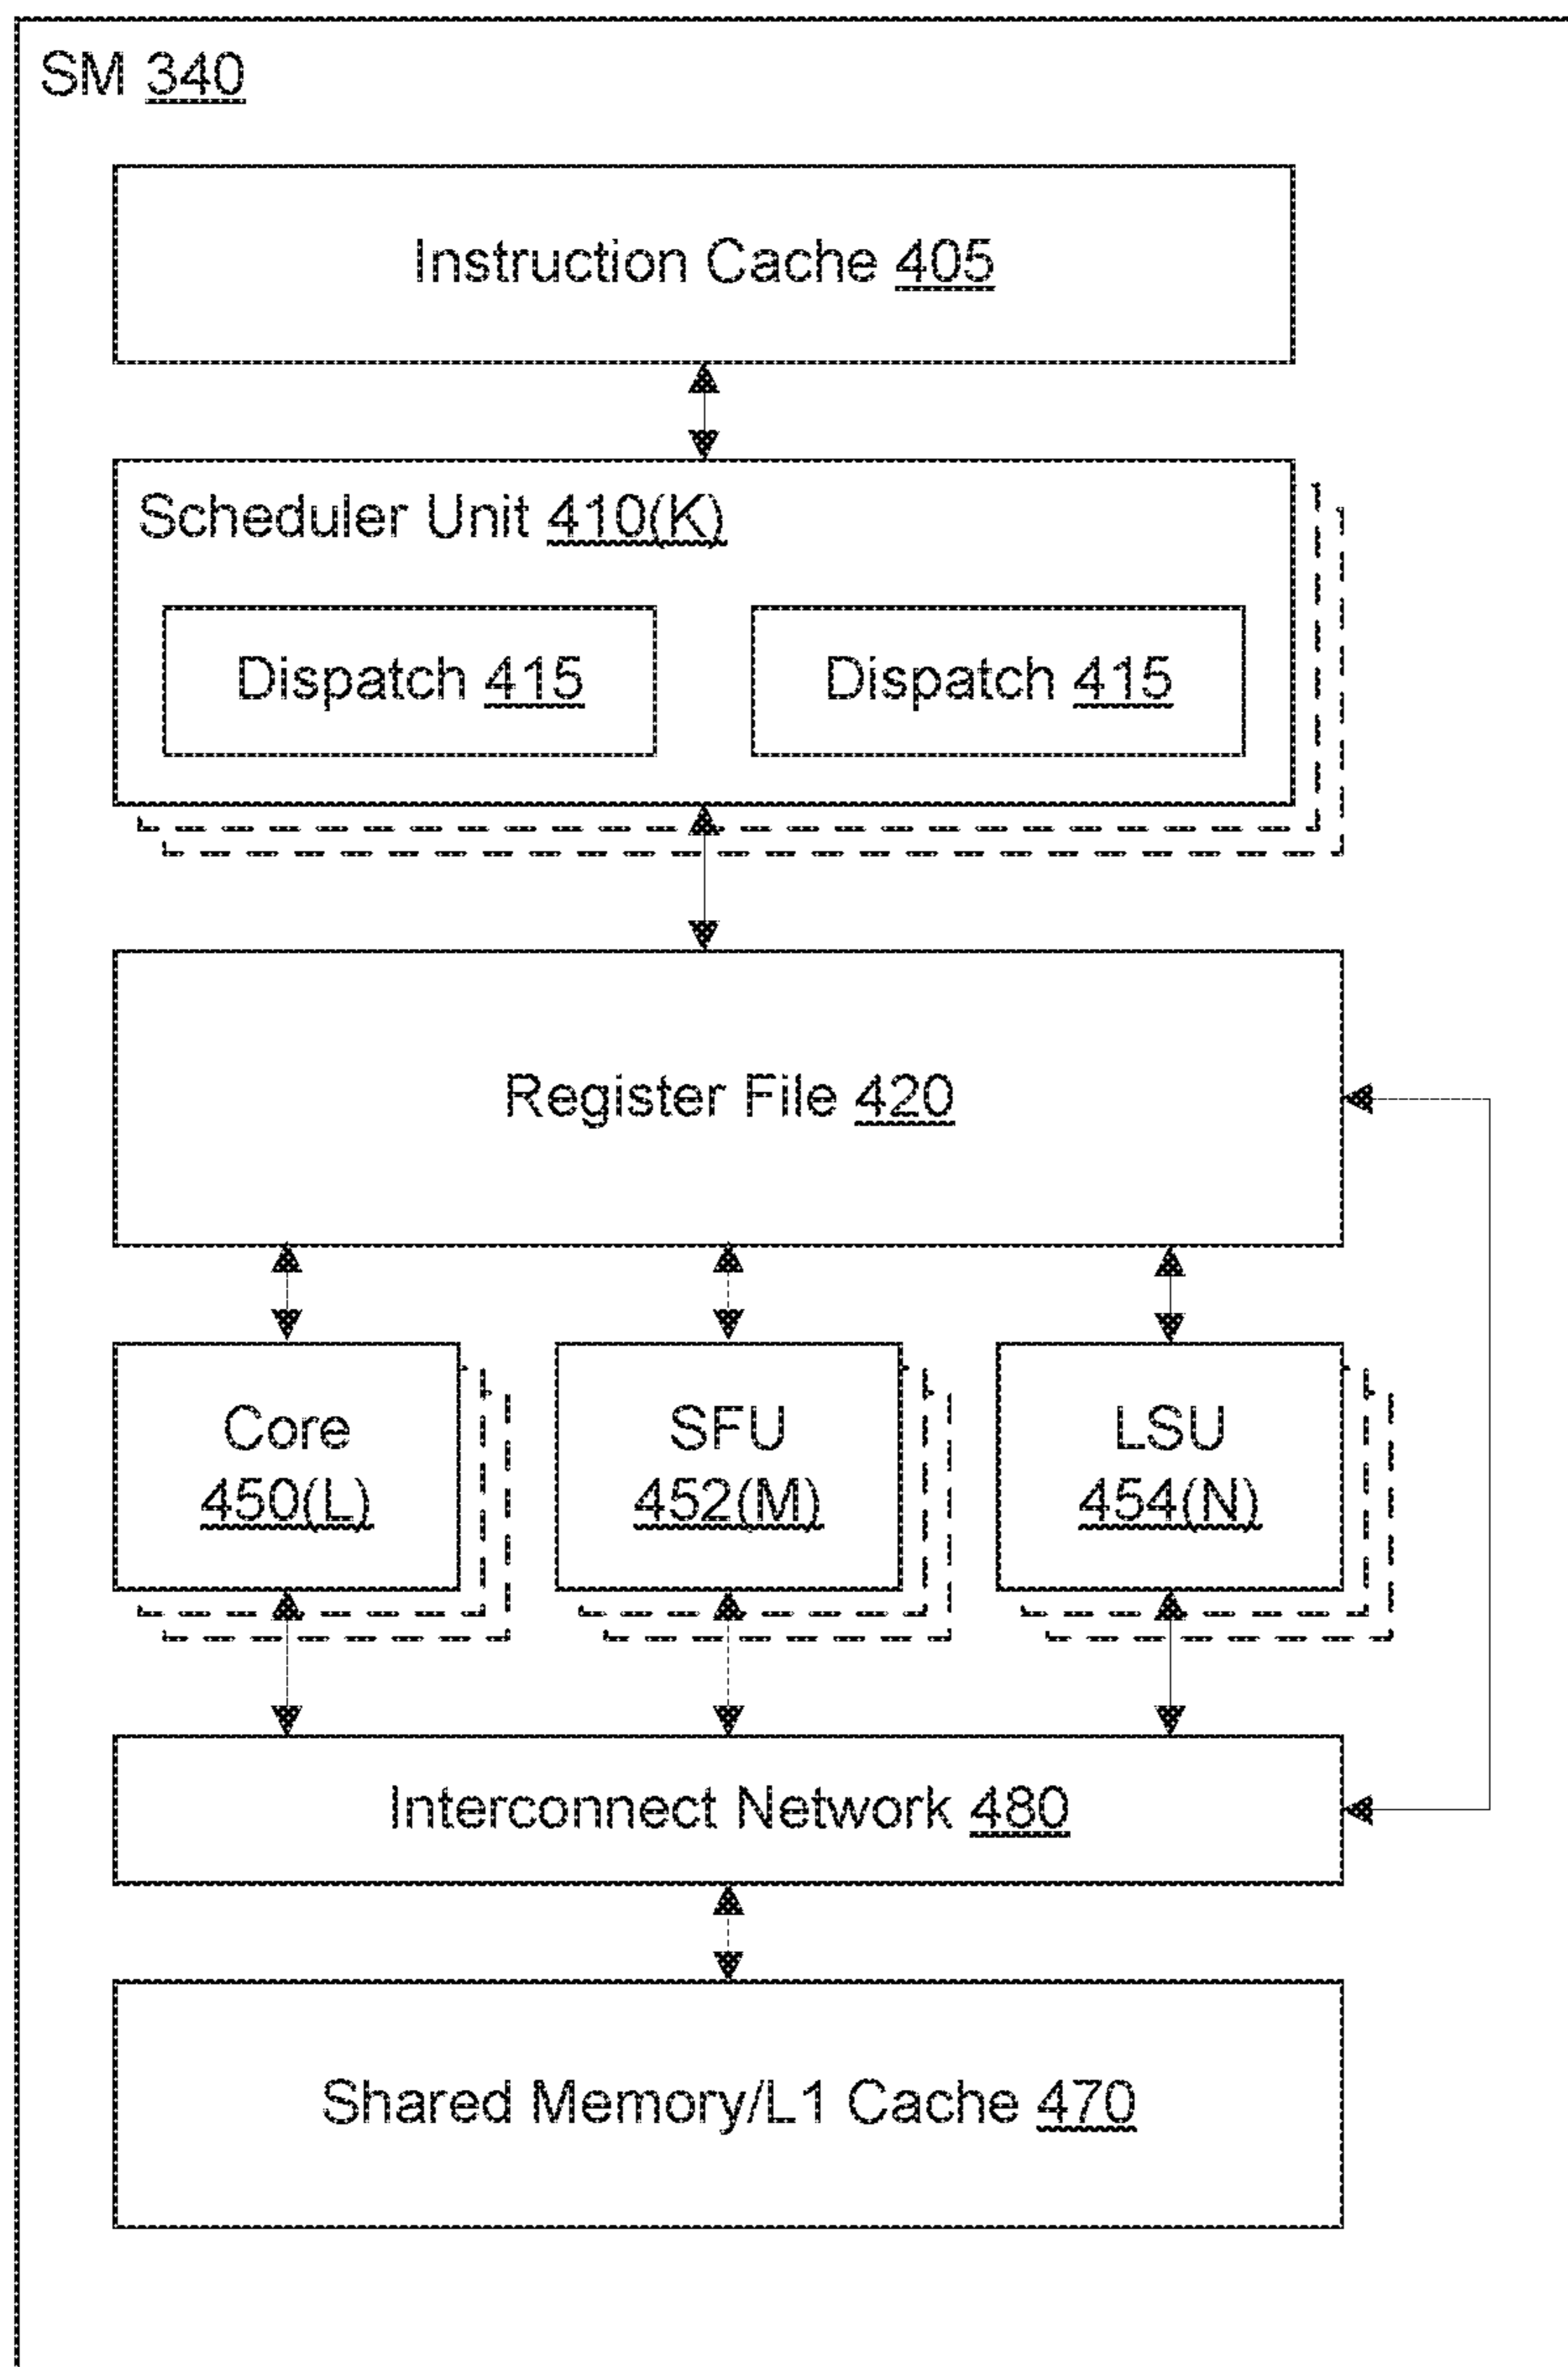 SM 340
Instruction Cache 405
Scheduler Unit 410(K)
Dispatch 415
Dispatch 415
Register File 420
Core
450(L)
SFU
452(M)
LSU
454(N)
Interconnect Network 480
Shared Memory/L1 Cache 470